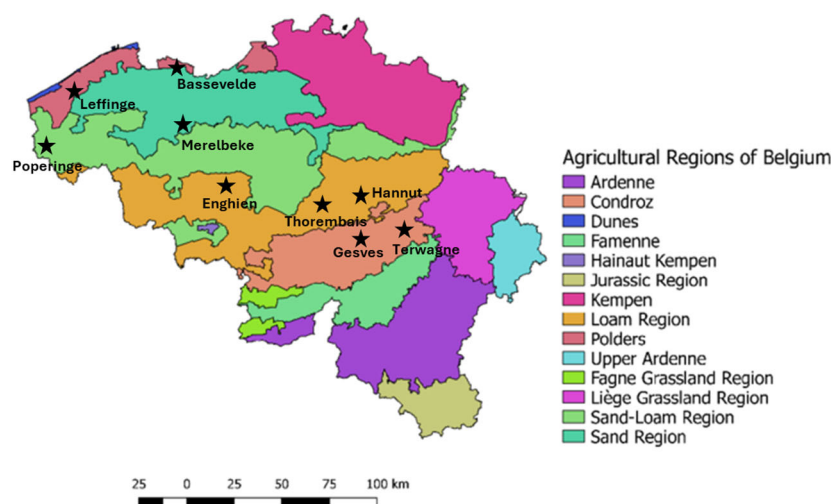 Bassevelde
Leffinge
Merelbeke
Poperinge
Enghien
Hannut
Thorembais
Gesves
Terwagne
Agricultural Regions of Belgium
Ardenne
Condroz
Dunes
Famenne
Hainaut Kempen
Jurassic Region
Kempen
Loam Region
Polders
Upper Ardenne
Fagne Grassland Region
Liège Grassland Region
Sand-Loam Region
Sand Region
25 0 25 50 75 100 km